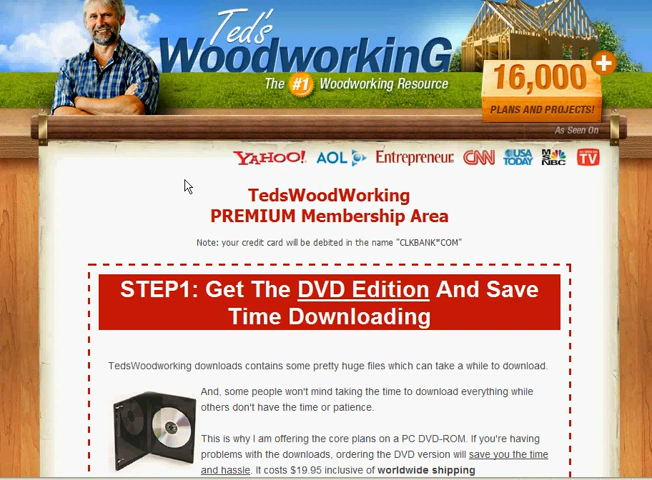 Ted's
WoodworkinG
The #1 Woodworking Resource
16,000+
PLANS AND PROJECTS!
As Seen On
YAHOO! AOL Entrepreneur CNN USA TODAY MSNBC AS SEEN ON TV
TedsWoodWorking
PREMIUM Membership Area
Note: your credit card will be debited in the name "CLKBANK*COM"
STEP1: Get The DVD Edition And Save
Time Downloading
TedsWoodworking downloads contains some pretty huge files which can take a while to download.
And, some people won't mind taking the time to download everything while
others don't have the time or patience.
This is why I am offering the core plans on a PC DVD-ROM. If you're having
problems with the downloads, ordering the DVD version will save you the time
and hassle. It costs $19.95 inclusive of worldwide shipping